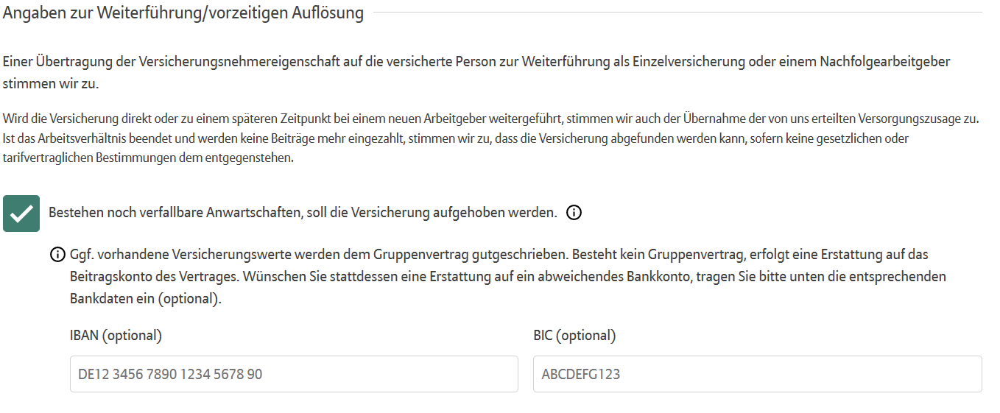 Angaben zur Weiterführung/vorzeitigen Auflösung
Einer Übertragung der Versicherungsnehmereigenschaft auf die versicherte Person zur Weiterführung als Einzelversicherung oder einem Nachfolgearbeitgeber
stimmen wir zu.
Wird die Versicherung direkt oder zu einem späteren Zeitpunkt bei einem neuen Arbeitgeber weitergeführt, stimmen wir auch der Übernahme der von uns erteilten Versorgungszusage zu.
Ist das Arbeitsverhältnis beendet und werden keine Beiträge mehr eingezahlt, stimmen wir zu, dass die Versicherung abgefunden werden kann, sofern keine gesetzlichen oder
tarifvertraglichen Bestimmungen dem entgegenstehen.
Bestehen noch verfallbare Anwartschaften, soll die Versicherung aufgehoben werden.
Ggf. vorhandene Versicherungswerte werden dem Gruppenvertrag gutgeschrieben. Besteht kein Gruppenvertrag, erfolgt eine Erstattung auf das
Beitragskonto des Vertrages. Wünschen Sie stattdessen eine Erstattung auf ein abweichendes Bankkonto, tragen Sie bitte unten die entsprechenden
Bankdaten ein (optional).
IBAN (optional)
BIC (optional)
DE12 3456 7890 1234 5678 90
ABCDEFG123